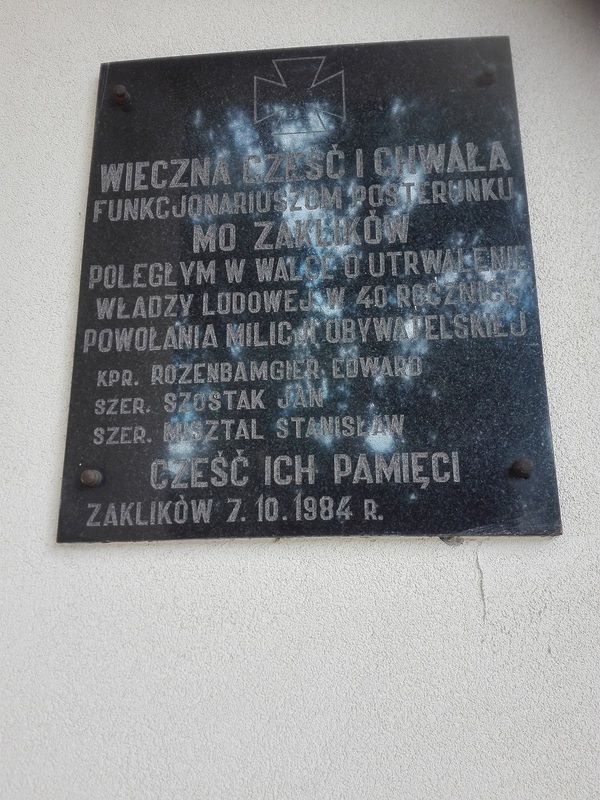 WIECZNA CZEŚĆ I CHWAŁA
FUNKCJONARIUSZOM POSTERUNKU
MO ZAKLIKÓW
POLEGŁYM W WALCE O UTRWALENIE
WŁADZY LUDOWEJ W 40 ROCZNICĘ
POWOŁANIA MILICJI OBYWATELSKIEJ
KPR. ROZENBAMGIER EDWARD
SZER. SZOSTAK JAN
SZER. MISZTAL STANISŁAW
CZEŚĆ ICH PAMIĘCI
ZAKLIKÓW 7.10.1984 R.